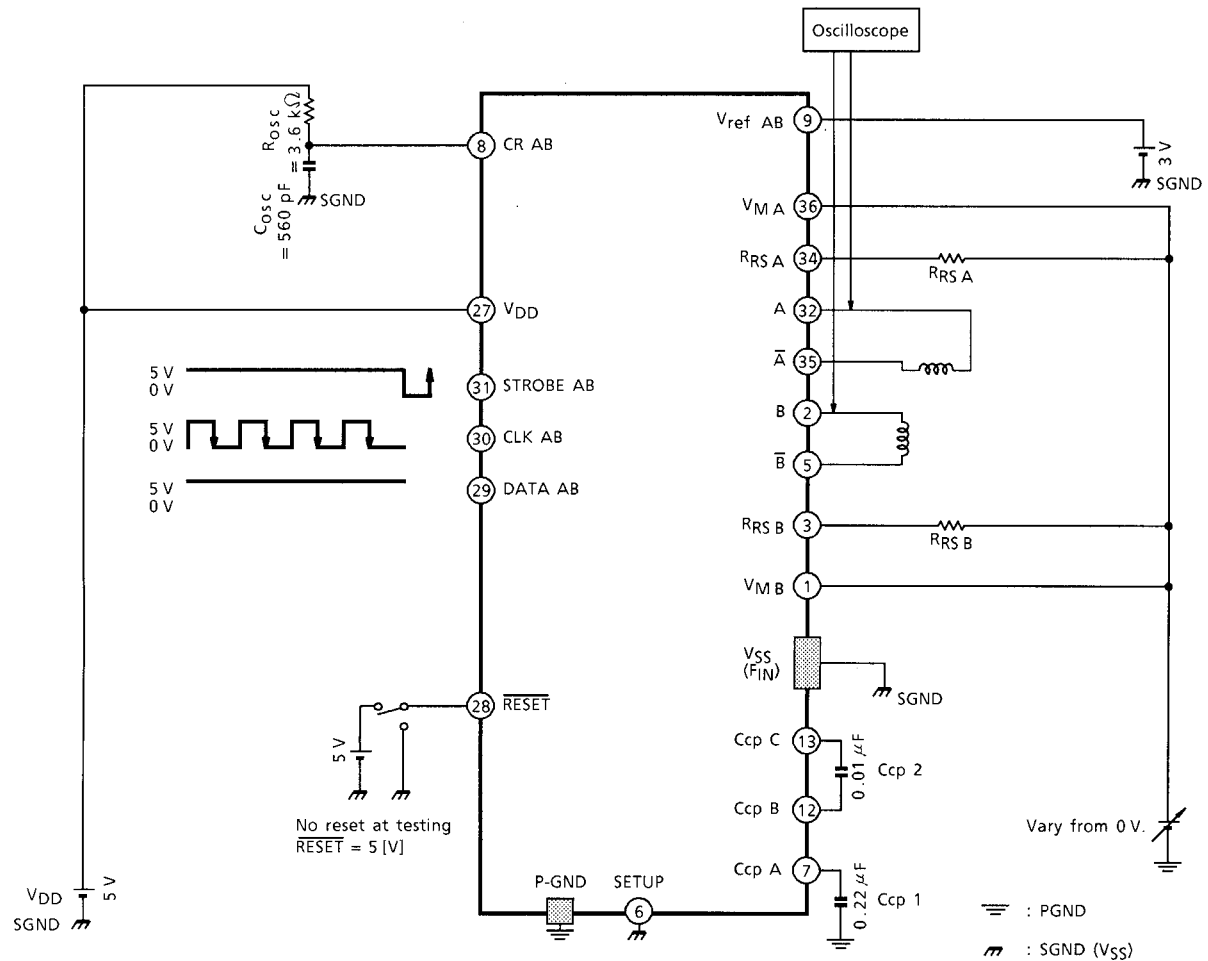 Oscilloscope
R_OSC = 3.6 kΩ
C_OSC = 560 pF
SGND
8 CR AB
V_ref AB 9
3 V
SGND
V_M A 36
R_RS A 34
R_RS A
A 32
A̅ 35
B 2
B̅ 5
R_RS B 3
R_RS B
V_M B 1
V_SS (F_IN)
SGND
27 V_DD
5 V
0 V
31 STROBE AB
5 V
0 V
30 CLK AB
5 V
0 V
29 DATA AB
28 R̅E̅S̅E̅T̅
5 V
No reset at testing
R̅E̅S̅E̅T̅ = 5 [V]
Ccp C 13
0.01 μF
Ccp 2
Ccp B 12
Ccp A 7
0.22 μF
Ccp 1
Vary from 0 V.
V_DD 5 V
SGND
P-GND
SETUP
6
: PGND
: SGND (V_SS)